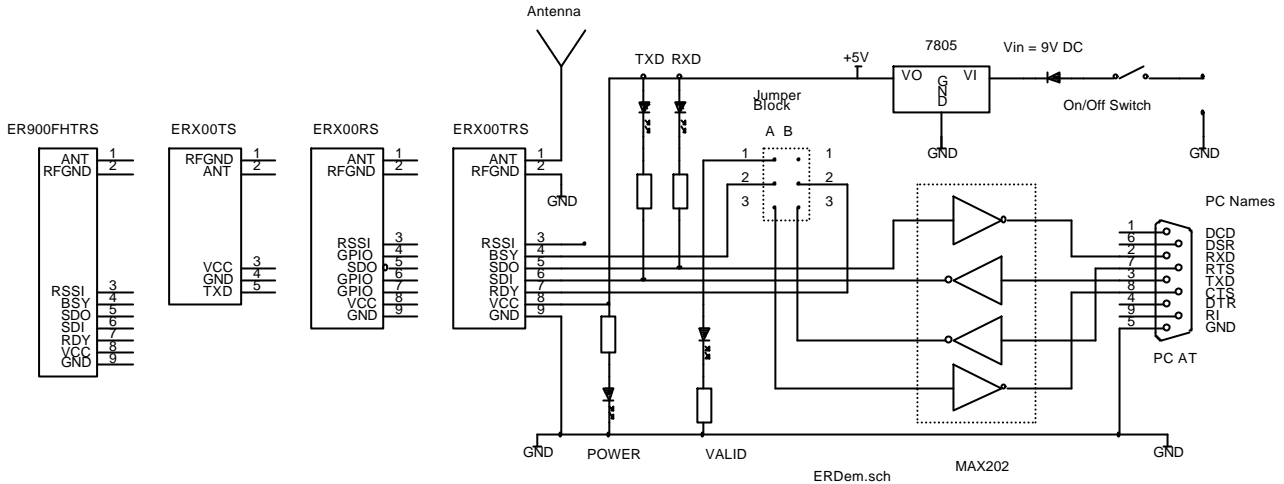 Antenna
7805
Vin = 9V DC
TXD RXD
+5V
VO
GND
VI
Jumper
Block
On/Off Switch
A B
GND
GND
ER900FHTRS
ANT 1
RFGND 2
RSSI 3
BSY 4
SDO 5
SDI 6
RDY 7
VCC 8
GND 9
ERX00TS
RFGND 1
ANT 2
VCC 3
GND 4
TXD 5
ERX00RS
ANT 1
RFGND 2
RSSI 3
GPIO 4
SDO 5
GPIO 6
GPIO 7
VCC 8
GND 9
ERX00TRS
ANT 1
RFGND 2
GND
RSSI 3
BSY 4
SDO 5
SDI 6
RDY 7
VCC 8
GND 9
1 1
2 2
3 3
PC Names
1 DCD
6 DSR
2 RXD
7 RTS
3 TXD
8 CTS
4 DTR
9 RI
5 GND
PC AT
GND
POWER
VALID
MAX202
GND
ERDem.sch